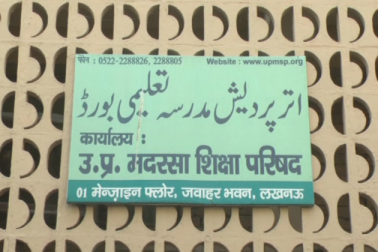 फोन : 0522-2288826, 2288805 Website : www.upmsp.org
اتر پردیش مدرسہ تعلیمی بورڈ
कार्यालय :
उ.प्र. मदरसा शिक्षा परिषद
01 मेन्ज़ाइन फ्लोर, जवाहर भवन, लखनऊ